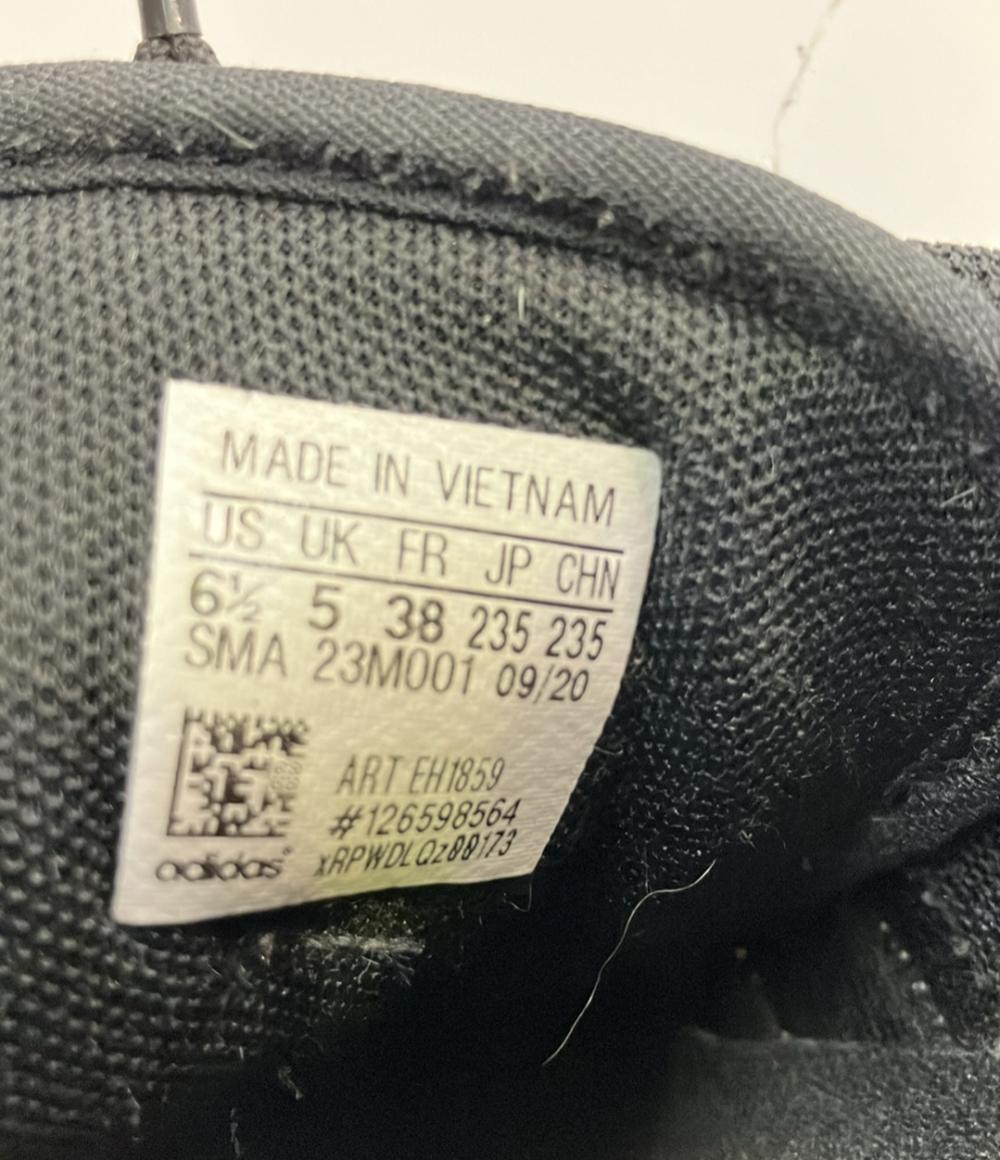 MADE IN VIETNAM
US UK FR JP CHN
6½ 5 38 235 235
SMA 23M001 09/20
ART EH1859
#126598564
xRPWDLQz00173
adidas